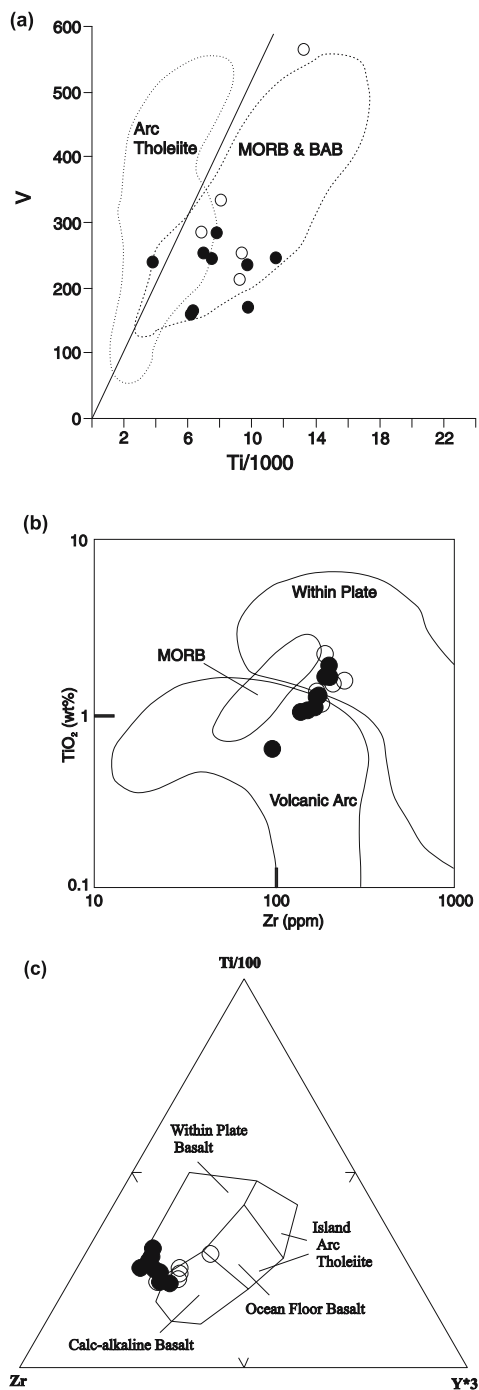 (a)
600
500
400
300
200
100
0
V
Arc
Tholeiite
MORB & BAB
2
6
10
14
18
22
Ti/1000
(b)
10
1
0.1
TiO₂ (wt%)
Within Plate
MORB
Volcanic Arc
10
100
1000
Zr (ppm)
(c)
Ti/100
Within Plate
Basalt
Island
Arc
Tholeiite
Ocean Floor Basalt
Calc-alkaline Basalt
Zr
Y*3